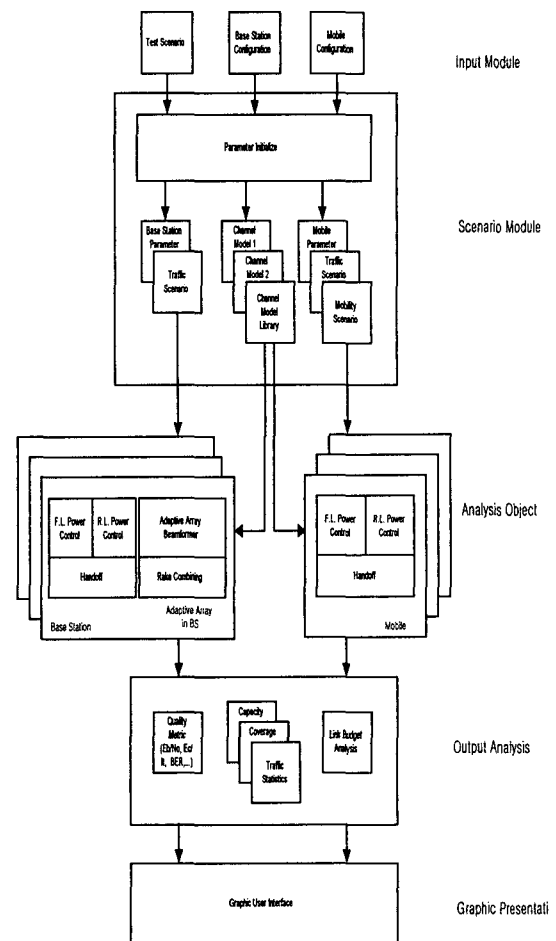 Test Scenario
Base Station
Configuration
Mobile
Configuration
Input Module
Parameter Initialize
Scenario Module
Base Station
Parameter
Traffic
Scenario
Channel
Model 1
Channel
Model 2
Channel
Model
Library
Mobile
Parameter
Traffic
Scenario
Mobility
Scenario
Analysis Object
F.L. Power
Control
R.L. Power
Control
Adaptive Array
Beamformer
Handoff
Rake Combining
Base Station
Adaptive Array
in BS
F.L. Power
Control
R.L. Power
Control
Handoff
Mobile
Output Analysis
Quality
Metric
(Eb/No, Ec/
It, BER,...)
Capacity
Coverage
Traffic
Statistics
Link Budget
Analysis
Graphic User Interface
Graphic Presentati